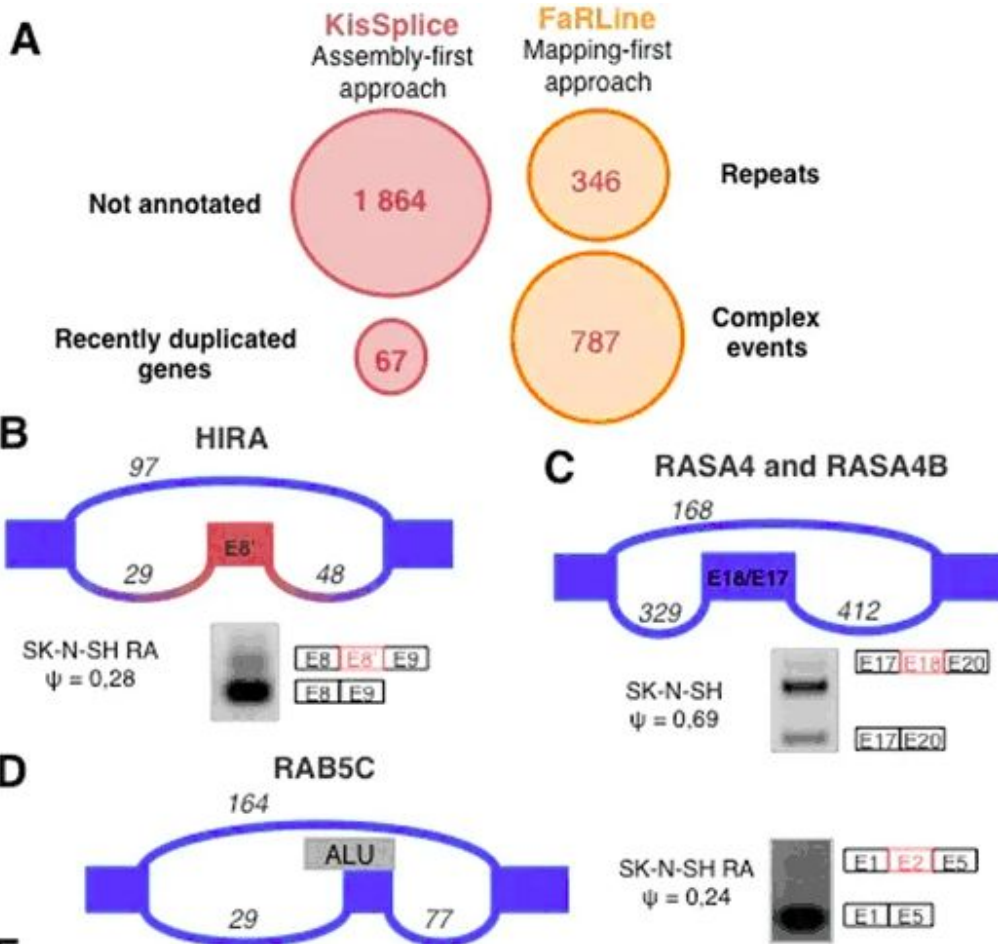 A
KisSplice
Assembly-first
approach
FaRLine
Mapping-first
approach
Not annotated
1 864
346
Repeats
Recently duplicated
genes
67
787
Complex
events
B
HIRA
97
E8'
29
48
SK-N-SH RA
ψ = 0,28
E8 E8' E9
E8 E9
C
RASA4 and RASA4B
168
E18/E17
329
412
SK-N-SH
ψ = 0,69
E17 E18 E20
E17 E20
D
RAB5C
164
ALU
29
77
SK-N-SH RA
ψ = 0,24
E1 E2 E5
E1 E5